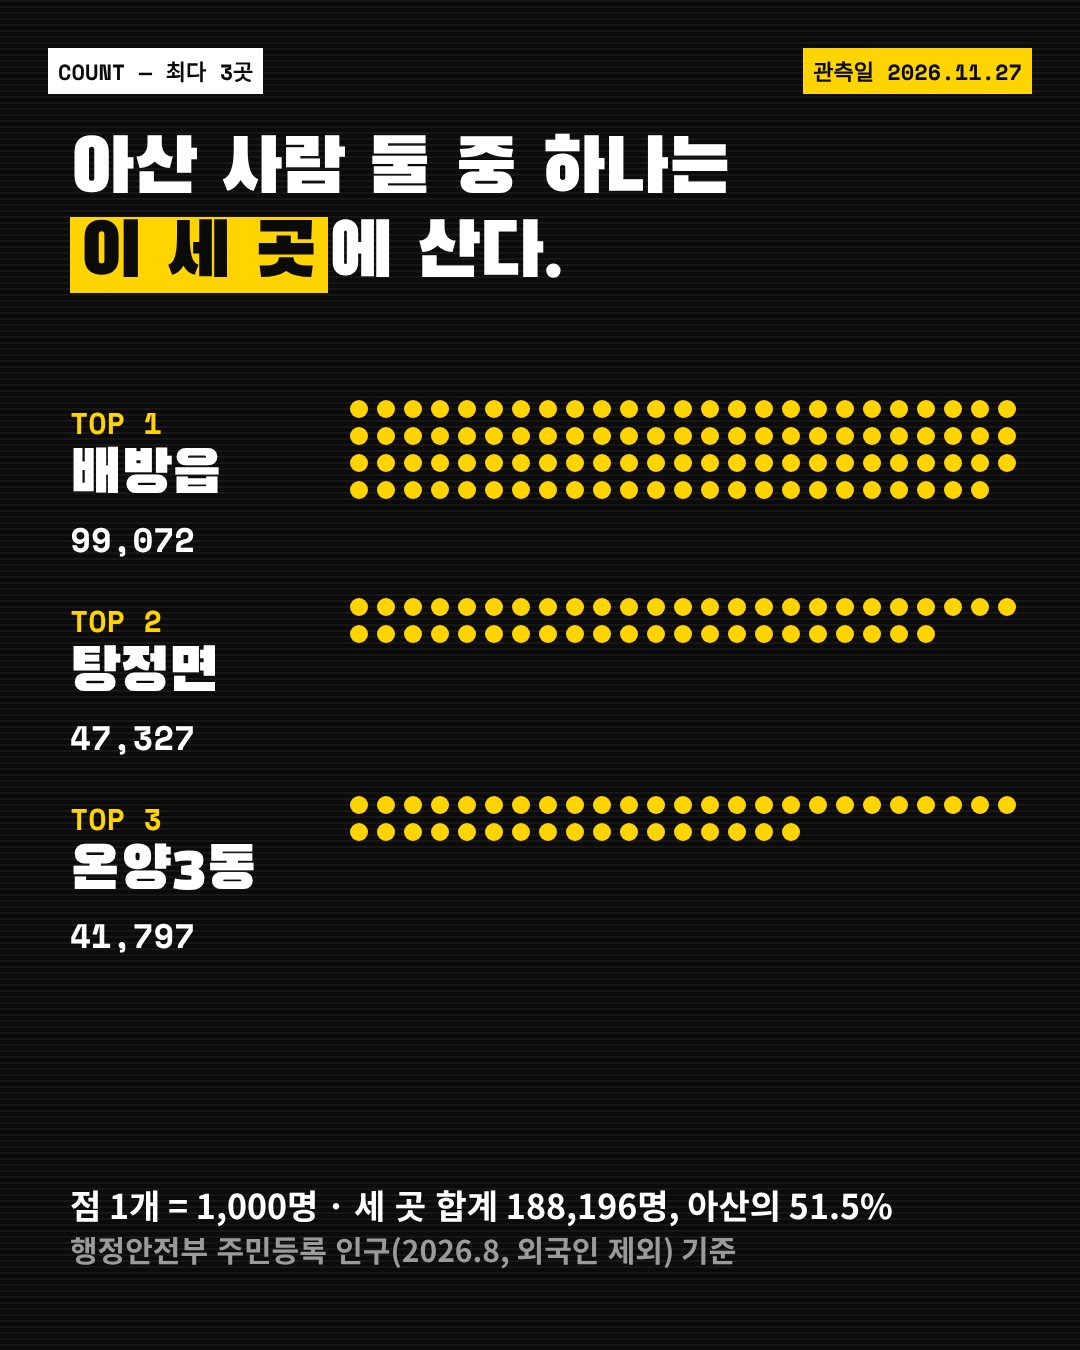 COUNT — 최다 3곳
관측일 2026.11.27
아산 사람 둘 중 하나는
이 세 곳에 산다.
TOP 1
배방읍
99,072
TOP 2
탕정면
47,327
TOP 3
온양3동
41,797
점 1개 = 1,000명 · 세 곳 합계 188,196명, 아산의 51.5%
행정안전부 주민등록 인구(2026.8, 외국인 제외) 기준